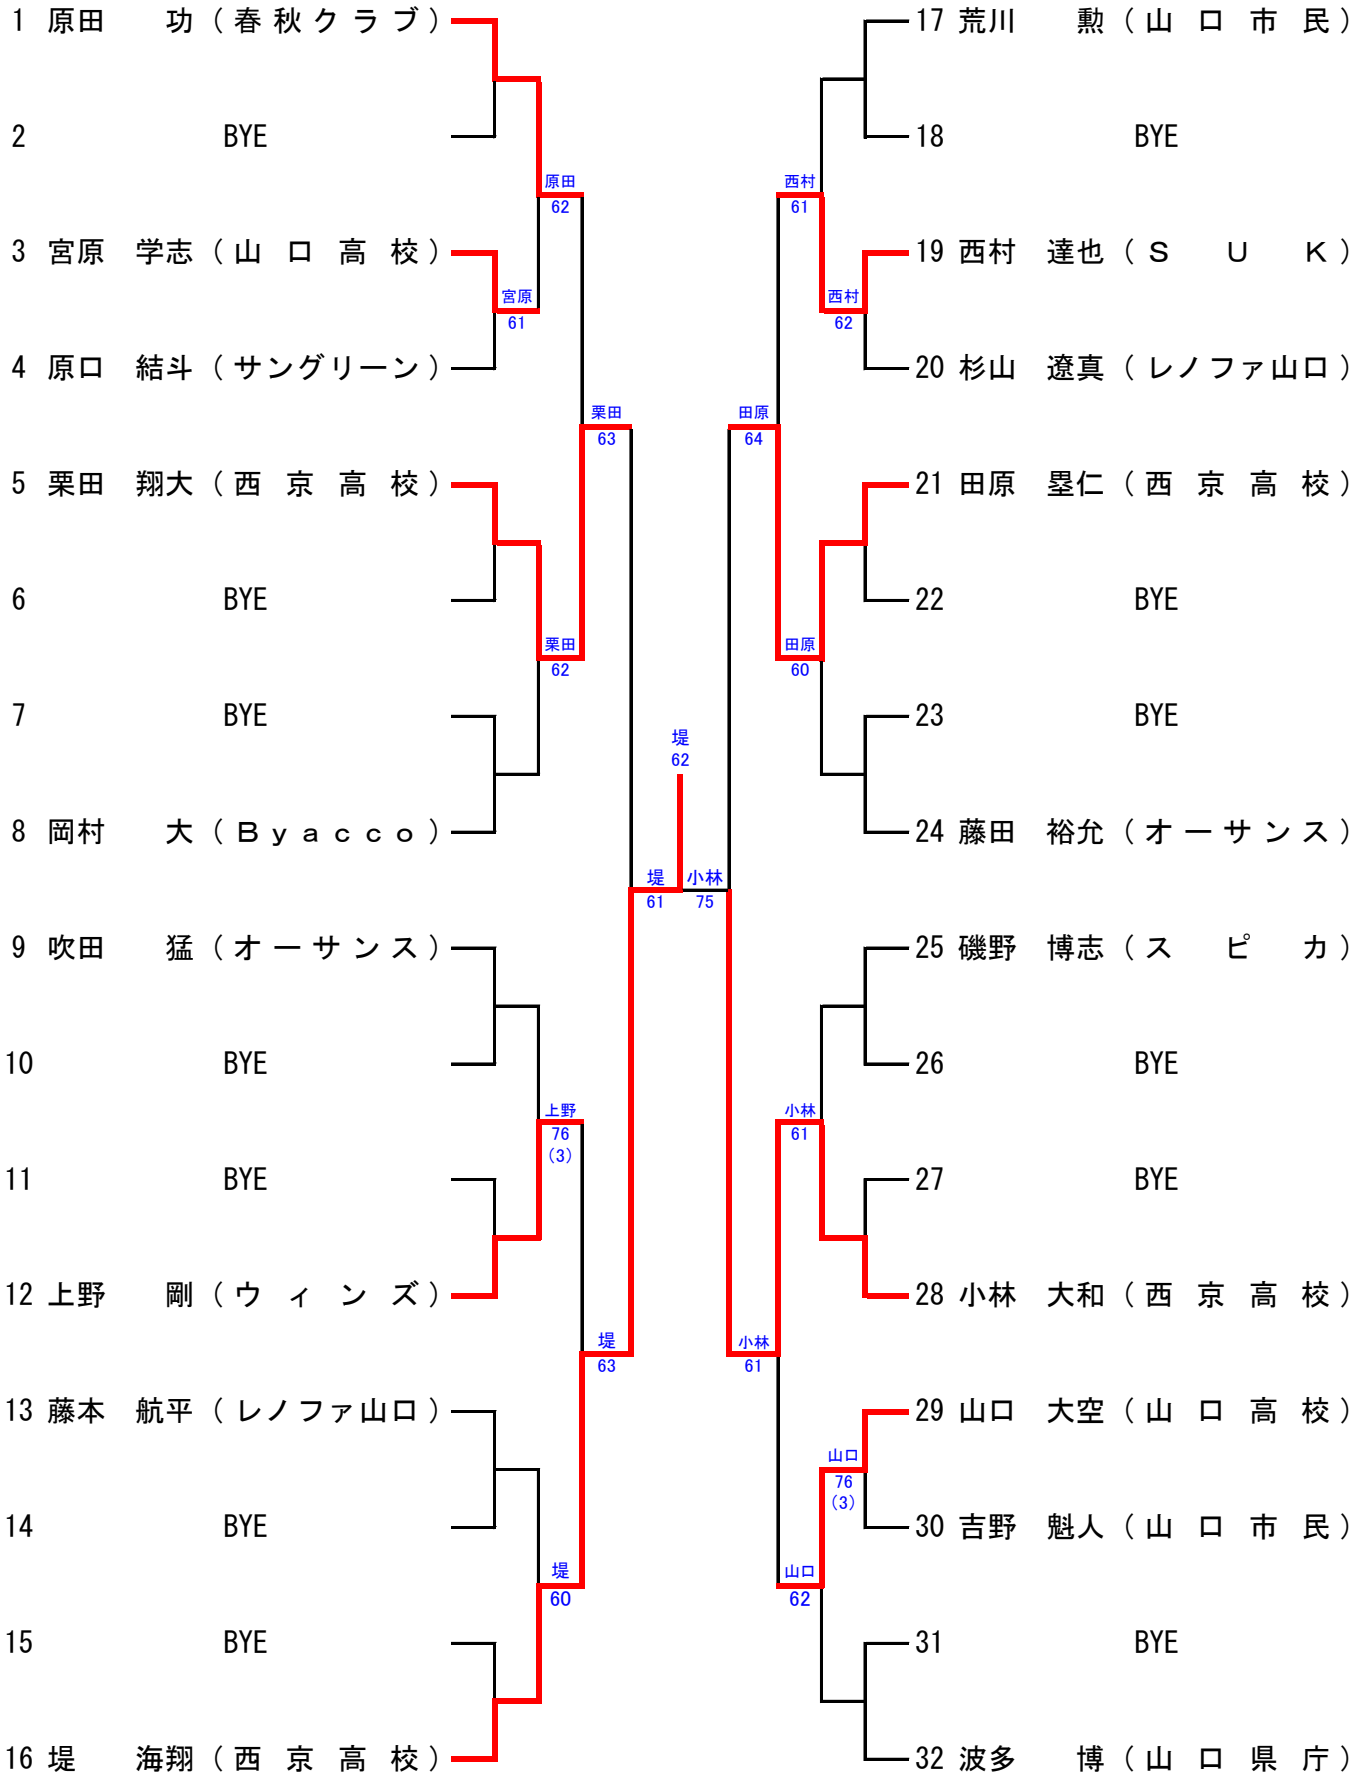 1 原田 功 (春秋クラブ)
2 BYE
原田
62
3 宮原 学志 (山口高校)
宮原
61
4 原口 結斗 (サングリーン)
栗田
63
5 栗田 翔大 (西京高校)
6 BYE
栗田
62
7 BYE
8 岡村 大 (Byacco)
堤
62
堤
61
小林
75
9 吹田 猛 (オーサンス)
10 BYE
上野
76
(3)
11 BYE
12 上野 剛 (ウィンズ)
堤
63
13 藤本 航平 (レノファ山口)
14 BYE
堤
60
15 BYE
16 堤 海翔 (西京高校)
17 荒川 勲 (山口市民)
18 BYE
西村
61
19 西村 達也 (SUK)
西村
62
20 杉山 遼真 (レノファ山口)
田原
64
21 田原 塁仁 (西京高校)
22 BYE
田原
60
23 BYE
24 藤田 裕允 (オーサンス)
25 磯野 博志 (スピカ)
26 BYE
小林
61
27 BYE
28 小林 大和 (西京高校)
小林
61
29 山口 大空 (山口高校)
山口
76
(3)
30 吉野 魁人 (山口市民)
山口
62
31 BYE
32 波多 博 (山口県庁)